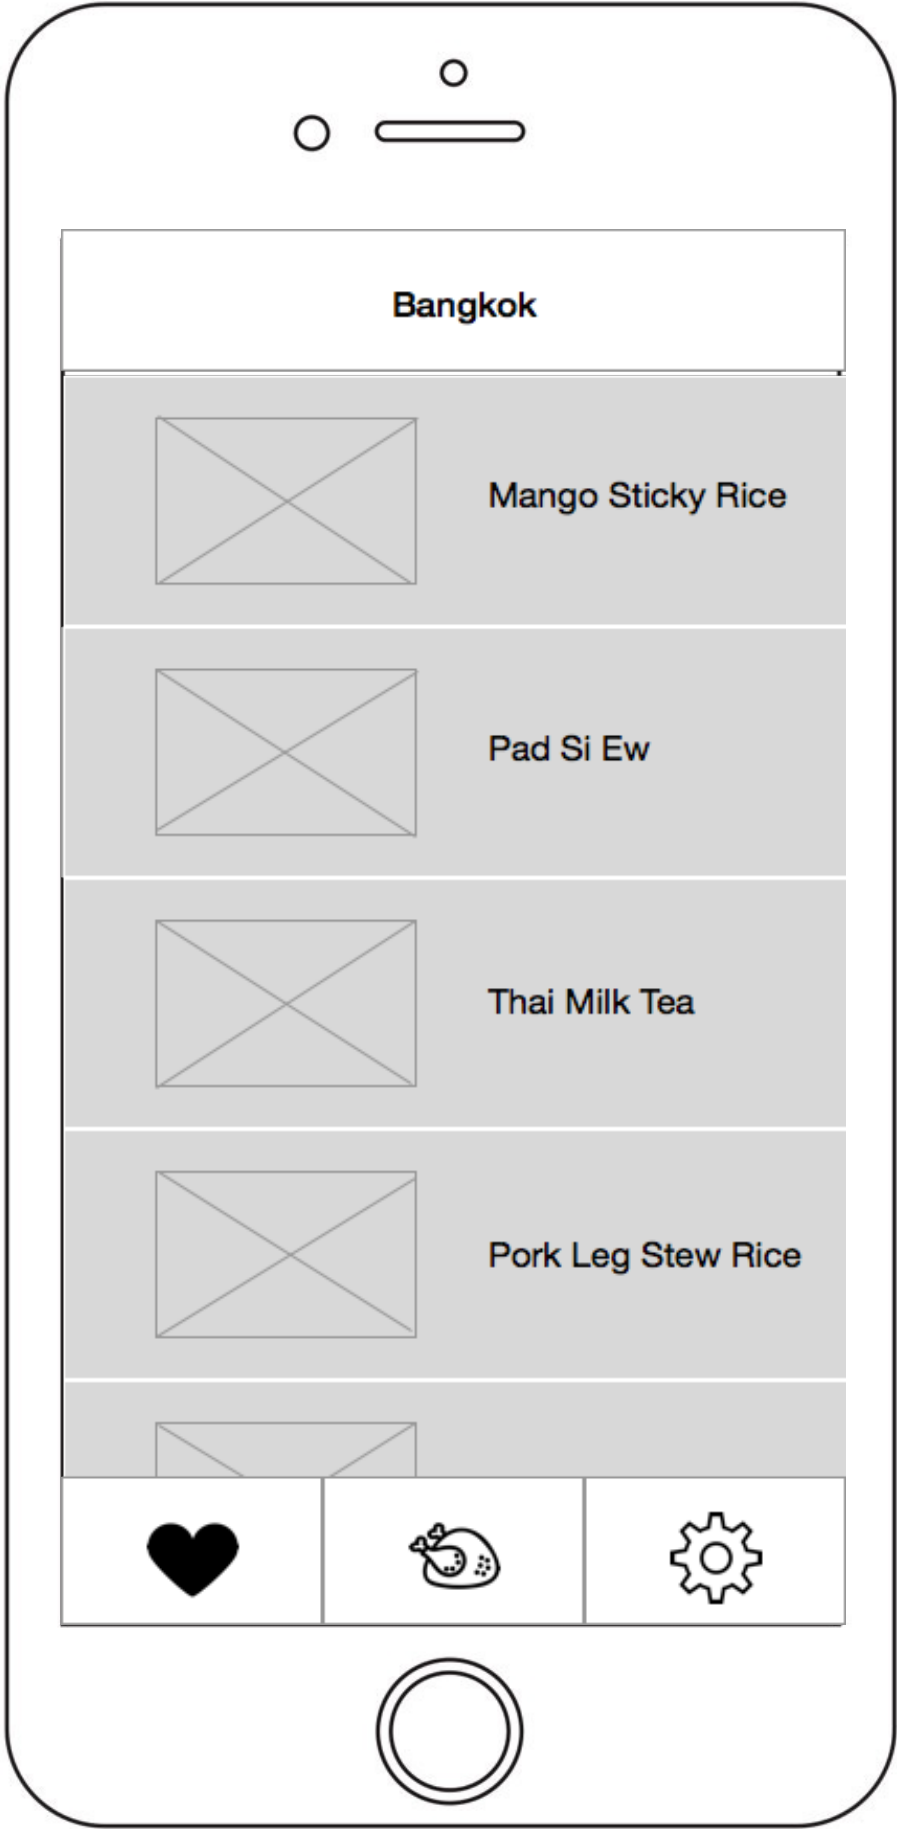 Bangkok
Mango Sticky Rice
Pad Si Ew
Thai Milk Tea
Pork Leg Stew Rice